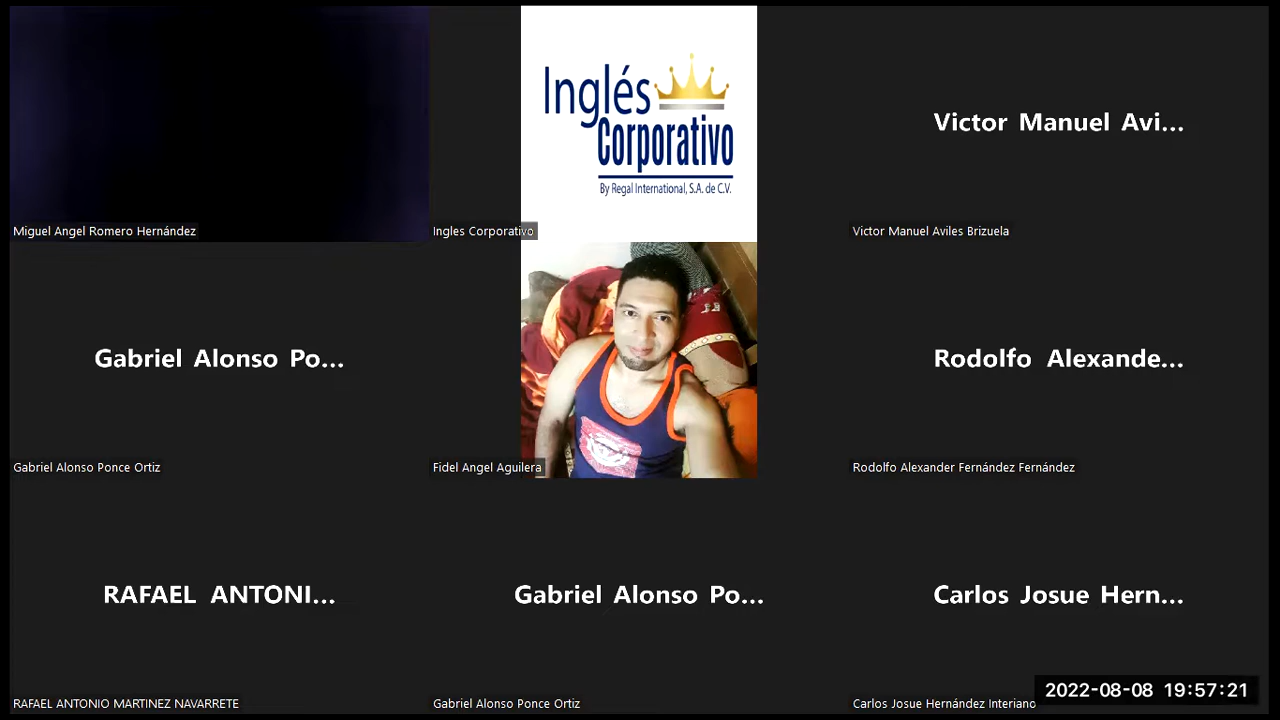 Inglés
Corporativo
By Regal International, S.A. de C.V.
Victor Manuel Avi...
Miguel Angel Romero Hernández
Ingles Corporativo
Victor Manuel Aviles Brizuela
Gabriel Alonso Po...
Rodolfo Alexande...
Gabriel Alonso Ponce Ortiz
Fidel Angel Aguilera
Rodolfo Alexander Fernández Fernández
RAFAEL ANTONI...
Gabriel Alonso Po...
Carlos Josue Hern...
RAFAEL ANTONIO MARTINEZ NAVARRETE
Gabriel Alonso Ponce Ortiz
Carlos Josue Hernández Interiano
2022-08-08 19:57:21